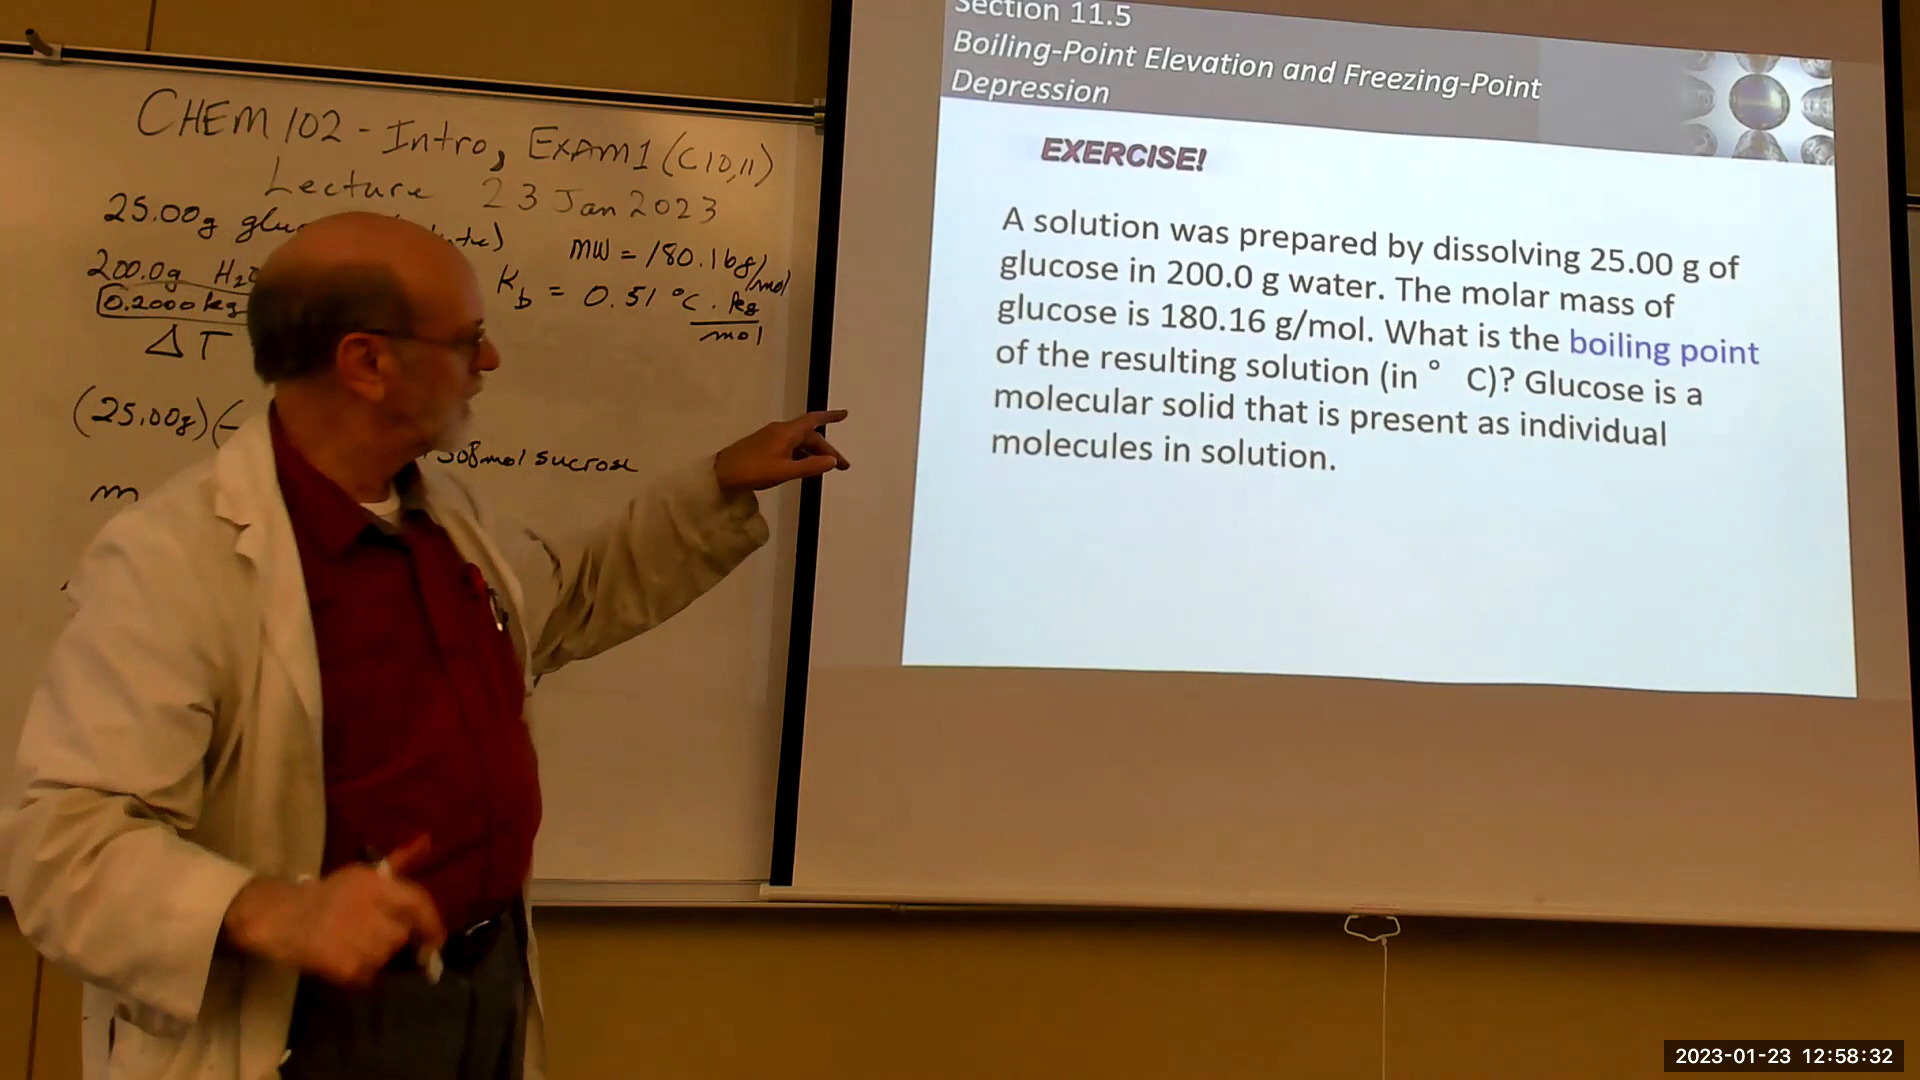 CHEM 102 - Intro, EXAM 1 (C10,11)
Lecture 23 Jan 2023
25.00g
MW = 180.16g/mol
200.0g
K_b = 0.51 °C . kg
mol
0.2000 kg
Δ T
(25.00g)(
mol sucrose
m
Section 11.5
Boiling-Point Elevation and Freezing-Point
Depression
EXERCISE!
A solution was prepared by dissolving 25.00 g of
glucose in 200.0 g water. The molar mass of
glucose is 180.16 g/mol. What is the boiling point
of the resulting solution (in ° C)? Glucose is a
molecular solid that is present as individual
molecules in solution.
2023-01-23 12:58:32